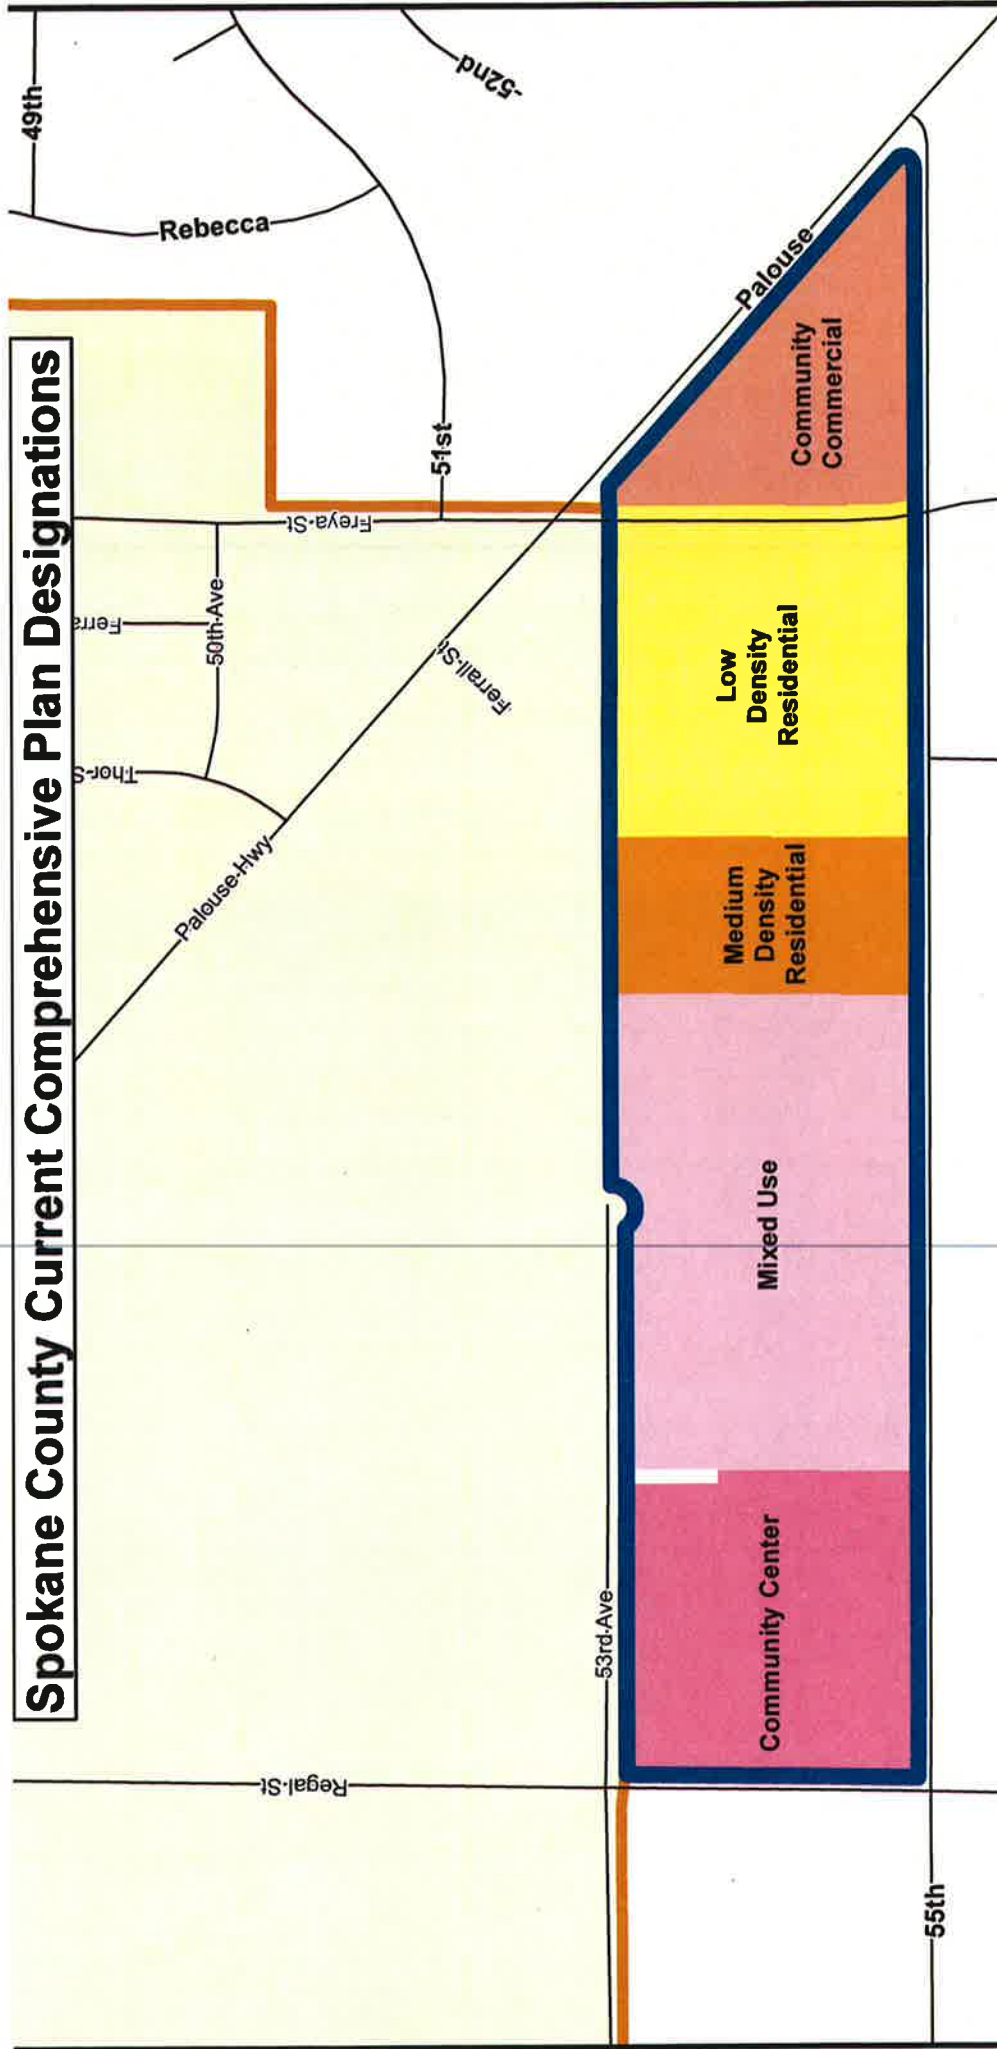 Spokane County Current Comprehensive Plan Designations
49th
Rebecca
52nd
51st
Freya St
Ferra
50th Ave
Thor S
Palouse Hwy
Ferrall St
Palouse
Regal St
53rd Ave
Community Center
Mixed Use
Medium
Density
Residential
Low
Density
Residential
Community
Commercial
55th